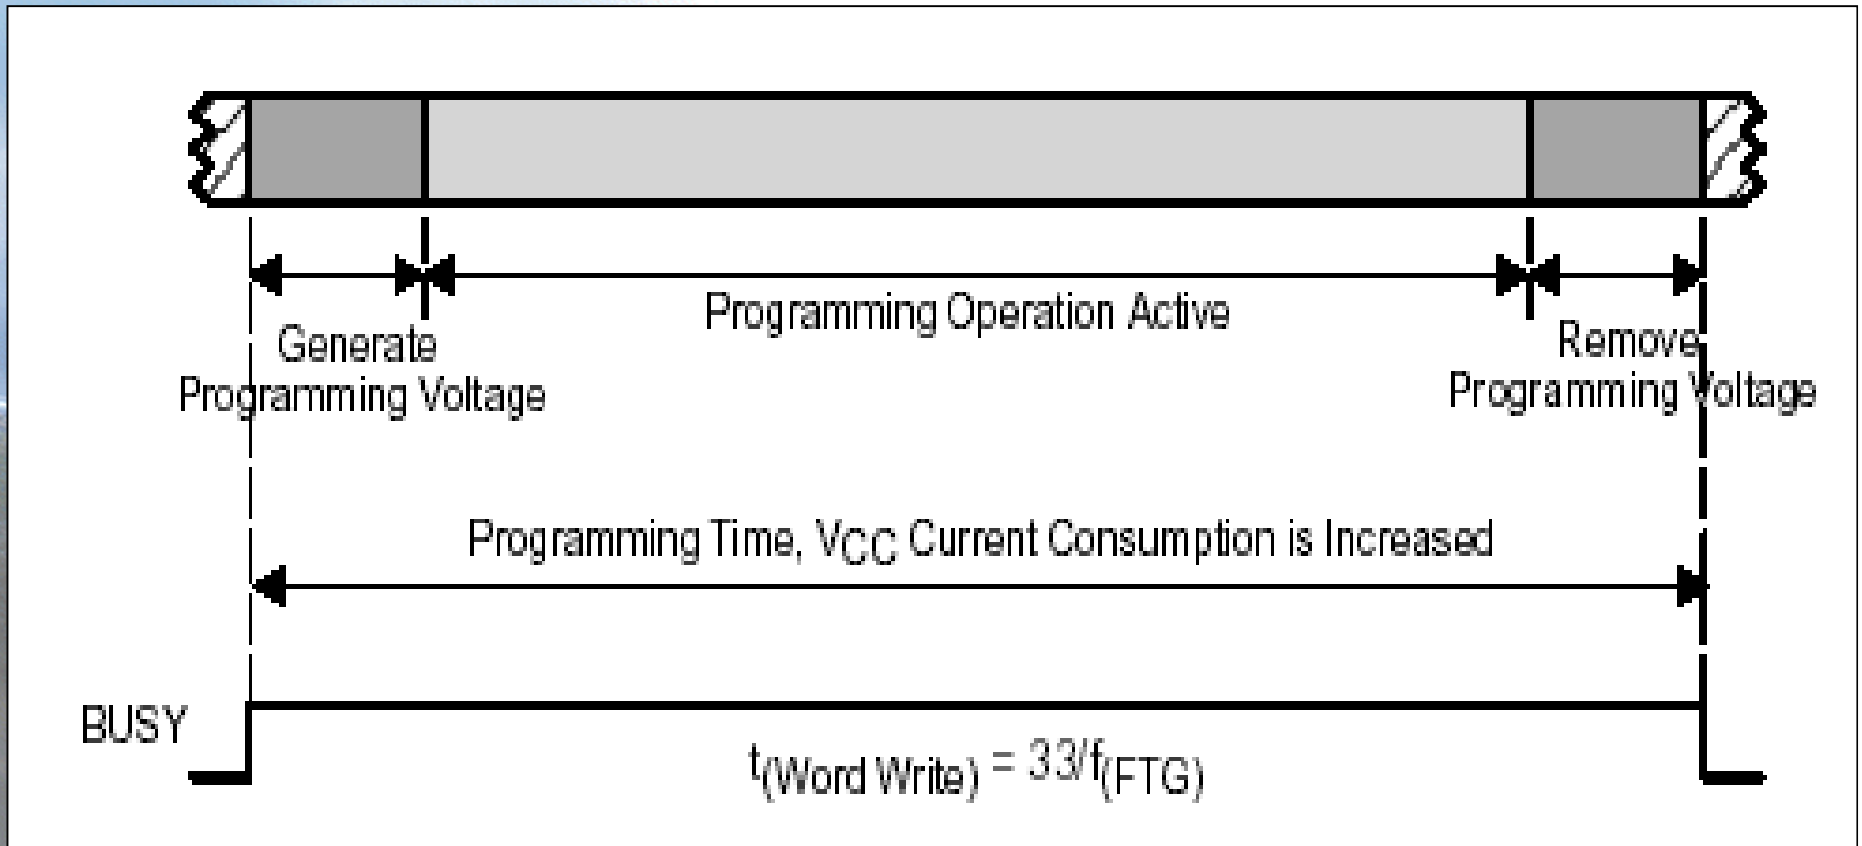 Programming Operation Active
Generate
Programming Voltage
Remove
Programming Voltage
Programming Time, VCC Current Consumption is Increased
BUSY
t(Word Write) = 33/f(FTG)